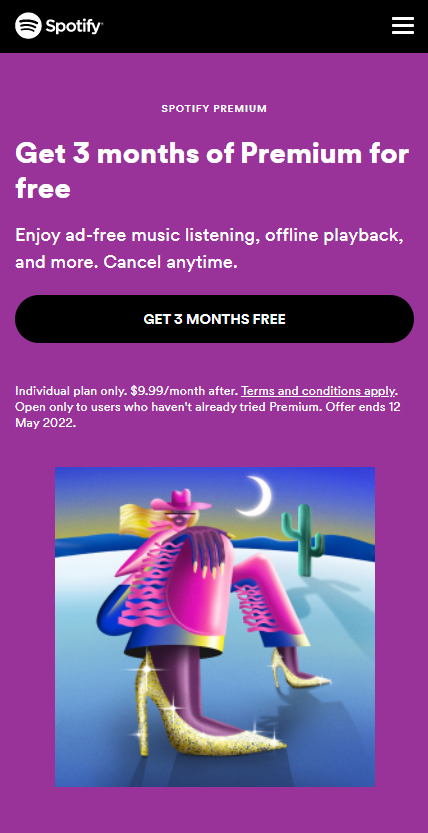 Spotify
SPOTIFY PREMIUM
Get 3 months of Premium for
free
Enjoy ad-free music listening, offline playback,
and more. Cancel anytime.
GET 3 MONTHS FREE
Individual plan only. $9.99/month after. Terms and conditions apply.
Open only to users who haven't already tried Premium. Offer ends 12
May 2022.